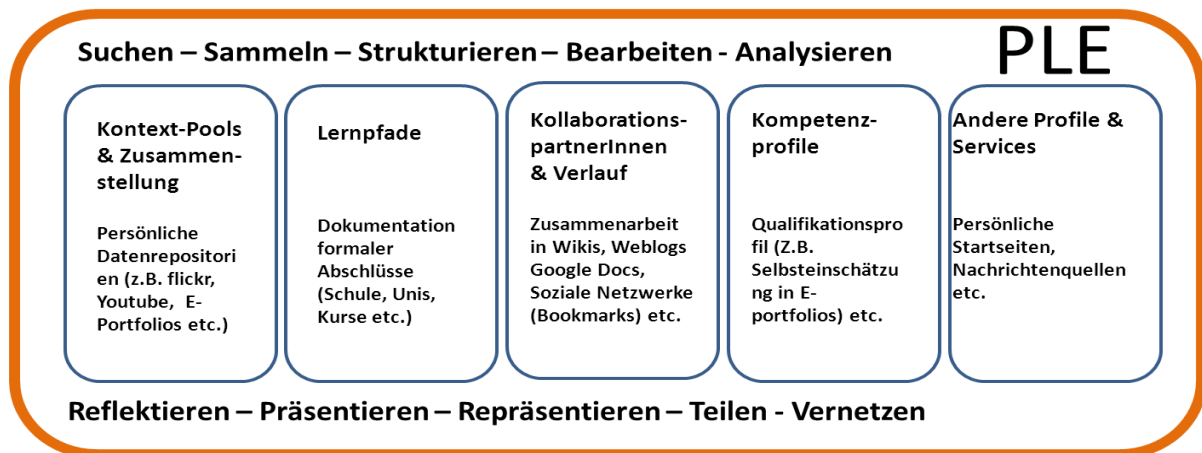 Suchen – Sammeln – Strukturieren – Bearbeiten - Analysieren
PLE
Kontext-Pools
& Zusammen-
stellung
Persönliche
Datenrepositori
en (z.B. flickr,
Youtube, E-
Portfolios etc.)
Lernpfade
Dokumentation
formaler
Abschlüsse
(Schule, Unis,
Kurse etc.)
Kollaborations-
partnerInnen
& Verlauf
Zusammenarbeit
in Wikis, Weblogs
Google Docs,
Soziale Netzwerke
(Bookmarks) etc.
Kompetenz-
profile
Qualifikationspro
fil (Z.B.
Selbsteinschätzu
ng in E-
portfolios) etc.
Andere Profile &
Services
Persönliche
Startseiten,
Nachrichtenquellen
etc.
Reflektieren – Präsentieren – Repräsentieren – Teilen - Vernetzen